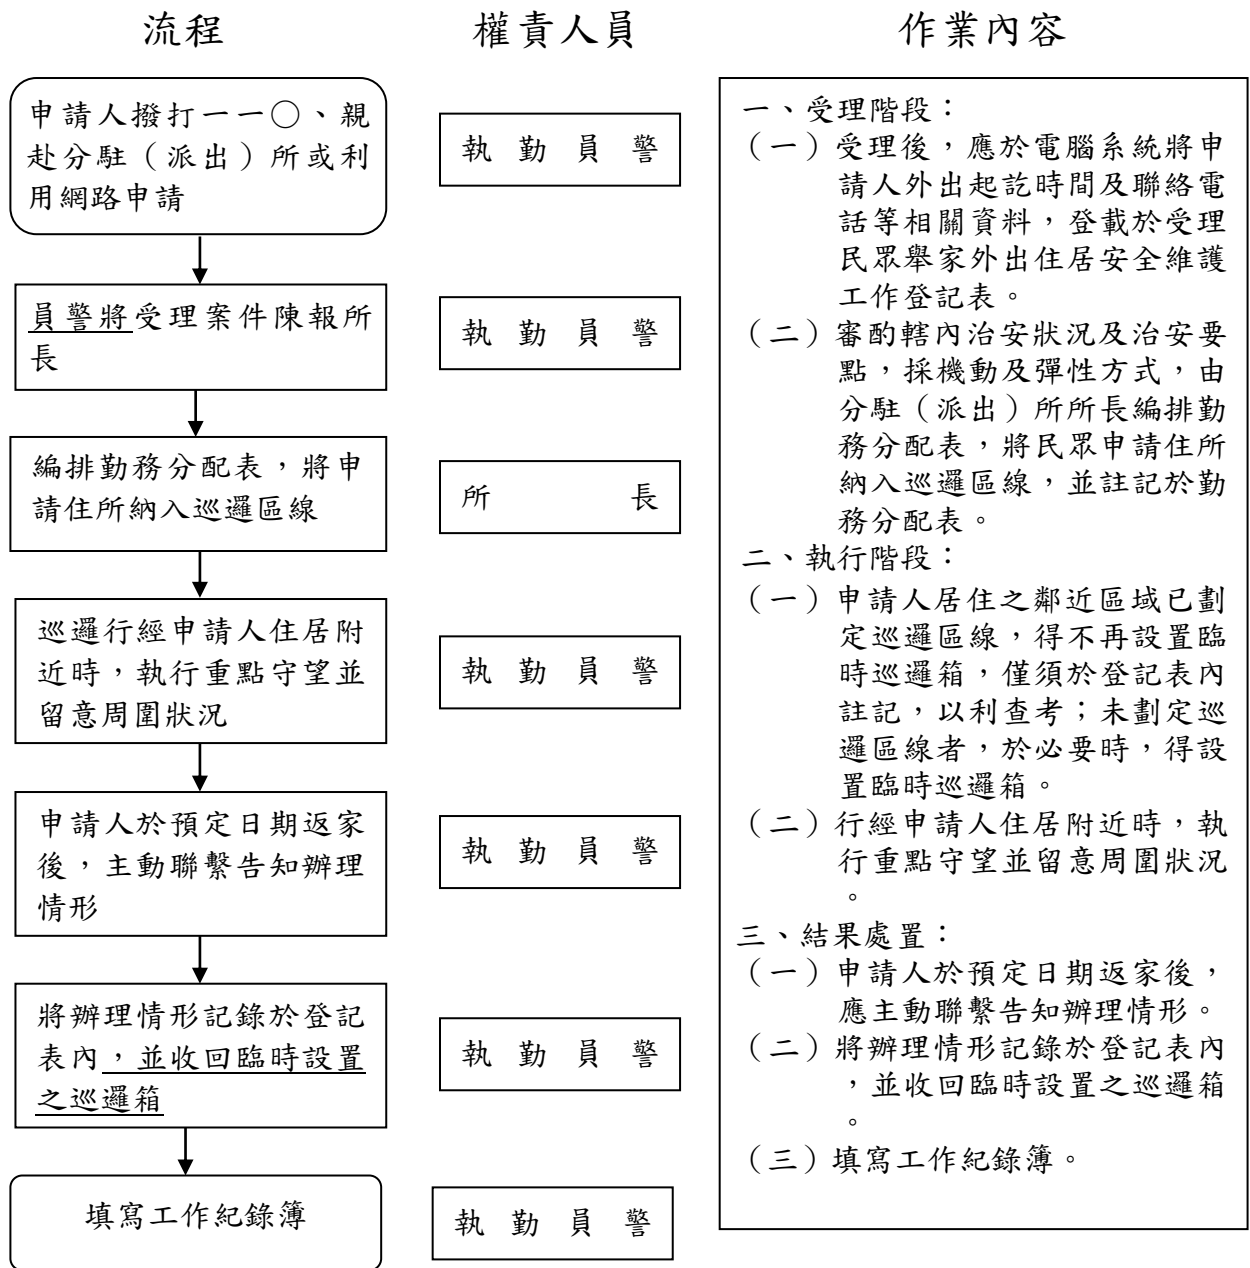 流程
權責人員
作業內容
申請人撥打一一○、親
赴分駐（派出）所或利
用網路申請
執勤員警
員警將受理案件陳報所
長
執勤員警
編排勤務分配表，將申
請住所納入巡邏區線
所長
巡邏行經申請人住居附
近時，執行重點守望並
留意周圍狀況
執勤員警
申請人於預定日期返家
後，主動聯繫告知辦理
情形
執勤員警
將辦理情形記錄於登記
表內，並收回臨時設置
之巡邏箱
執勤員警
填寫工作紀錄簿
執勤員警
一、受理階段：
（一）受理後，應於電腦系統將申
請人外出起訖時間及聯絡電
話等相關資料，登載於受理
民眾舉家外出住居安全維護
工作登記表。
（二）審酌轄內治安狀況及治安要
點，採機動及彈性方式，由
分駐（派出）所所長編排勤
務分配表，將民眾申請住所
納入巡邏區線，並註記於勤
務分配表。
二、執行階段：
（一）申請人居住之鄰近區域已劃
定巡邏區線，得不再設置臨
時巡邏箱，僅須於登記表內
註記，以利查考；未劃定巡
邏區線者，於必要時，得設
置臨時巡邏箱。
（二）行經申請人住居附近時，執
行重點守望並留意周圍狀況
。
三、結果處置：
（一）申請人於預定日期返家後，
應主動聯繫告知辦理情形。
（二）將辦理情形記錄於登記表內
，並收回臨時設置之巡邏箱
。
（三）填寫工作紀錄簿。